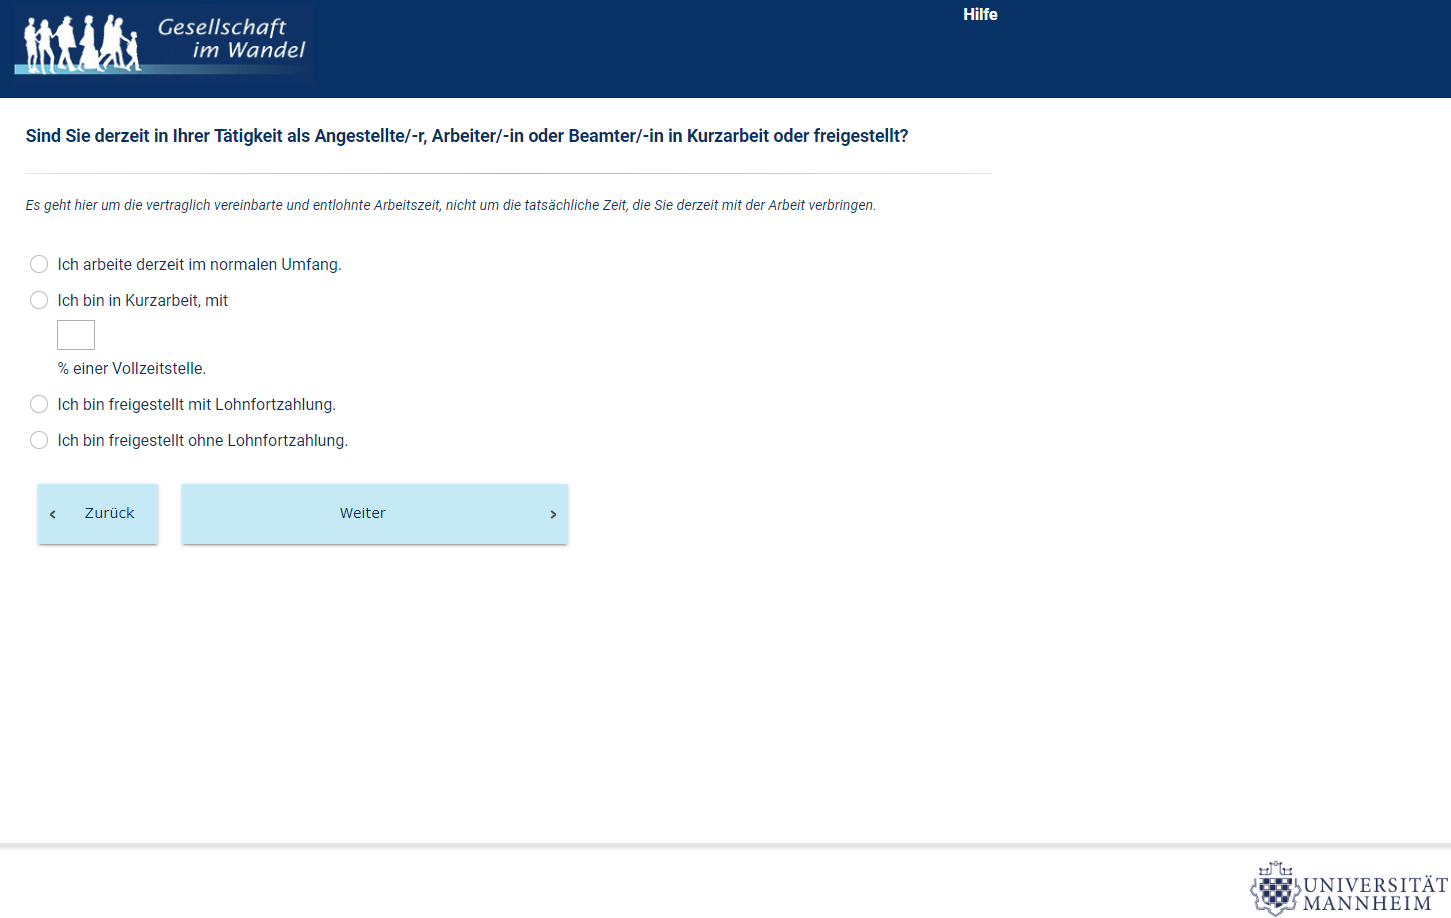 Gesellschaft
im Wandel
Hilfe
Sind Sie derzeit in Ihrer Tätigkeit als Angestellte/-r, Arbeiter/-in oder Beamter/-in in Kurzarbeit oder freigestellt?
Es geht hier um die vertraglich vereinbarte und entlohnte Arbeitszeit, nicht um die tatsächliche Zeit, die Sie derzeit mit der Arbeit verbringen.
Ich arbeite derzeit im normalen Umfang.
Ich bin in Kurzarbeit, mit
% einer Vollzeitstelle.
Ich bin freigestellt mit Lohnfortzahlung.
Ich bin freigestellt ohne Lohnfortzahlung.
‹ Zurück
Weiter ›
UNIVERSITÄT
MANNHEIM